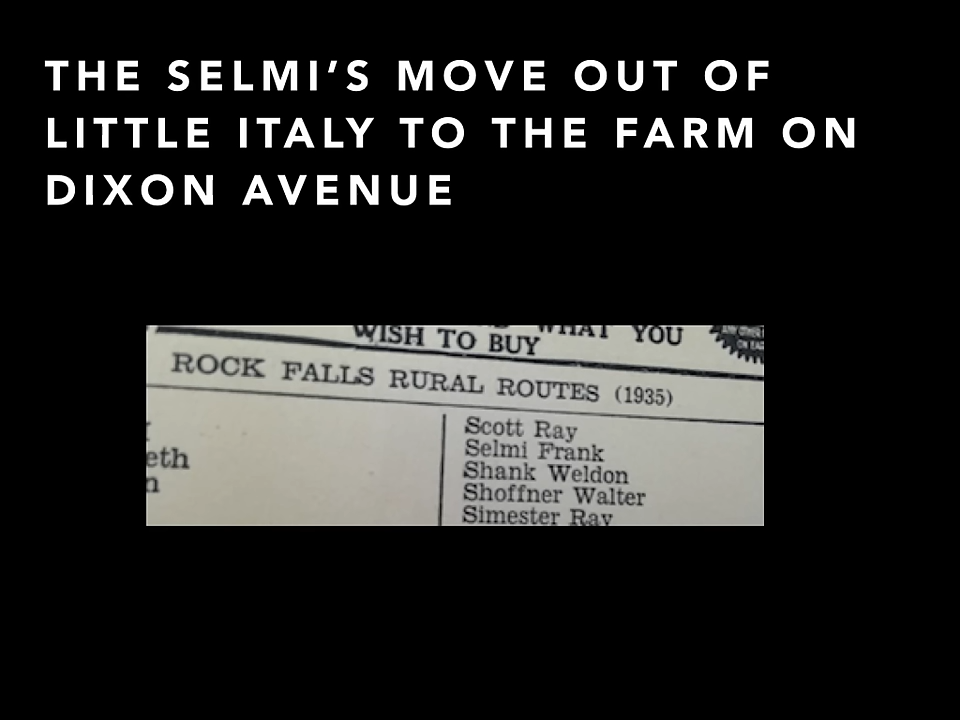 THE SELMI’S MOVE OUT OF
LITTLE ITALY TO THE FARM ON
DIXON AVENUE
WHAT YOU
WISH TO BUY
ROCK FALLS RURAL ROUTES (1935)
eth
n
Scott Ray
Selmi Frank
Shank Weldon
Shoffner Walter
Simester Ray